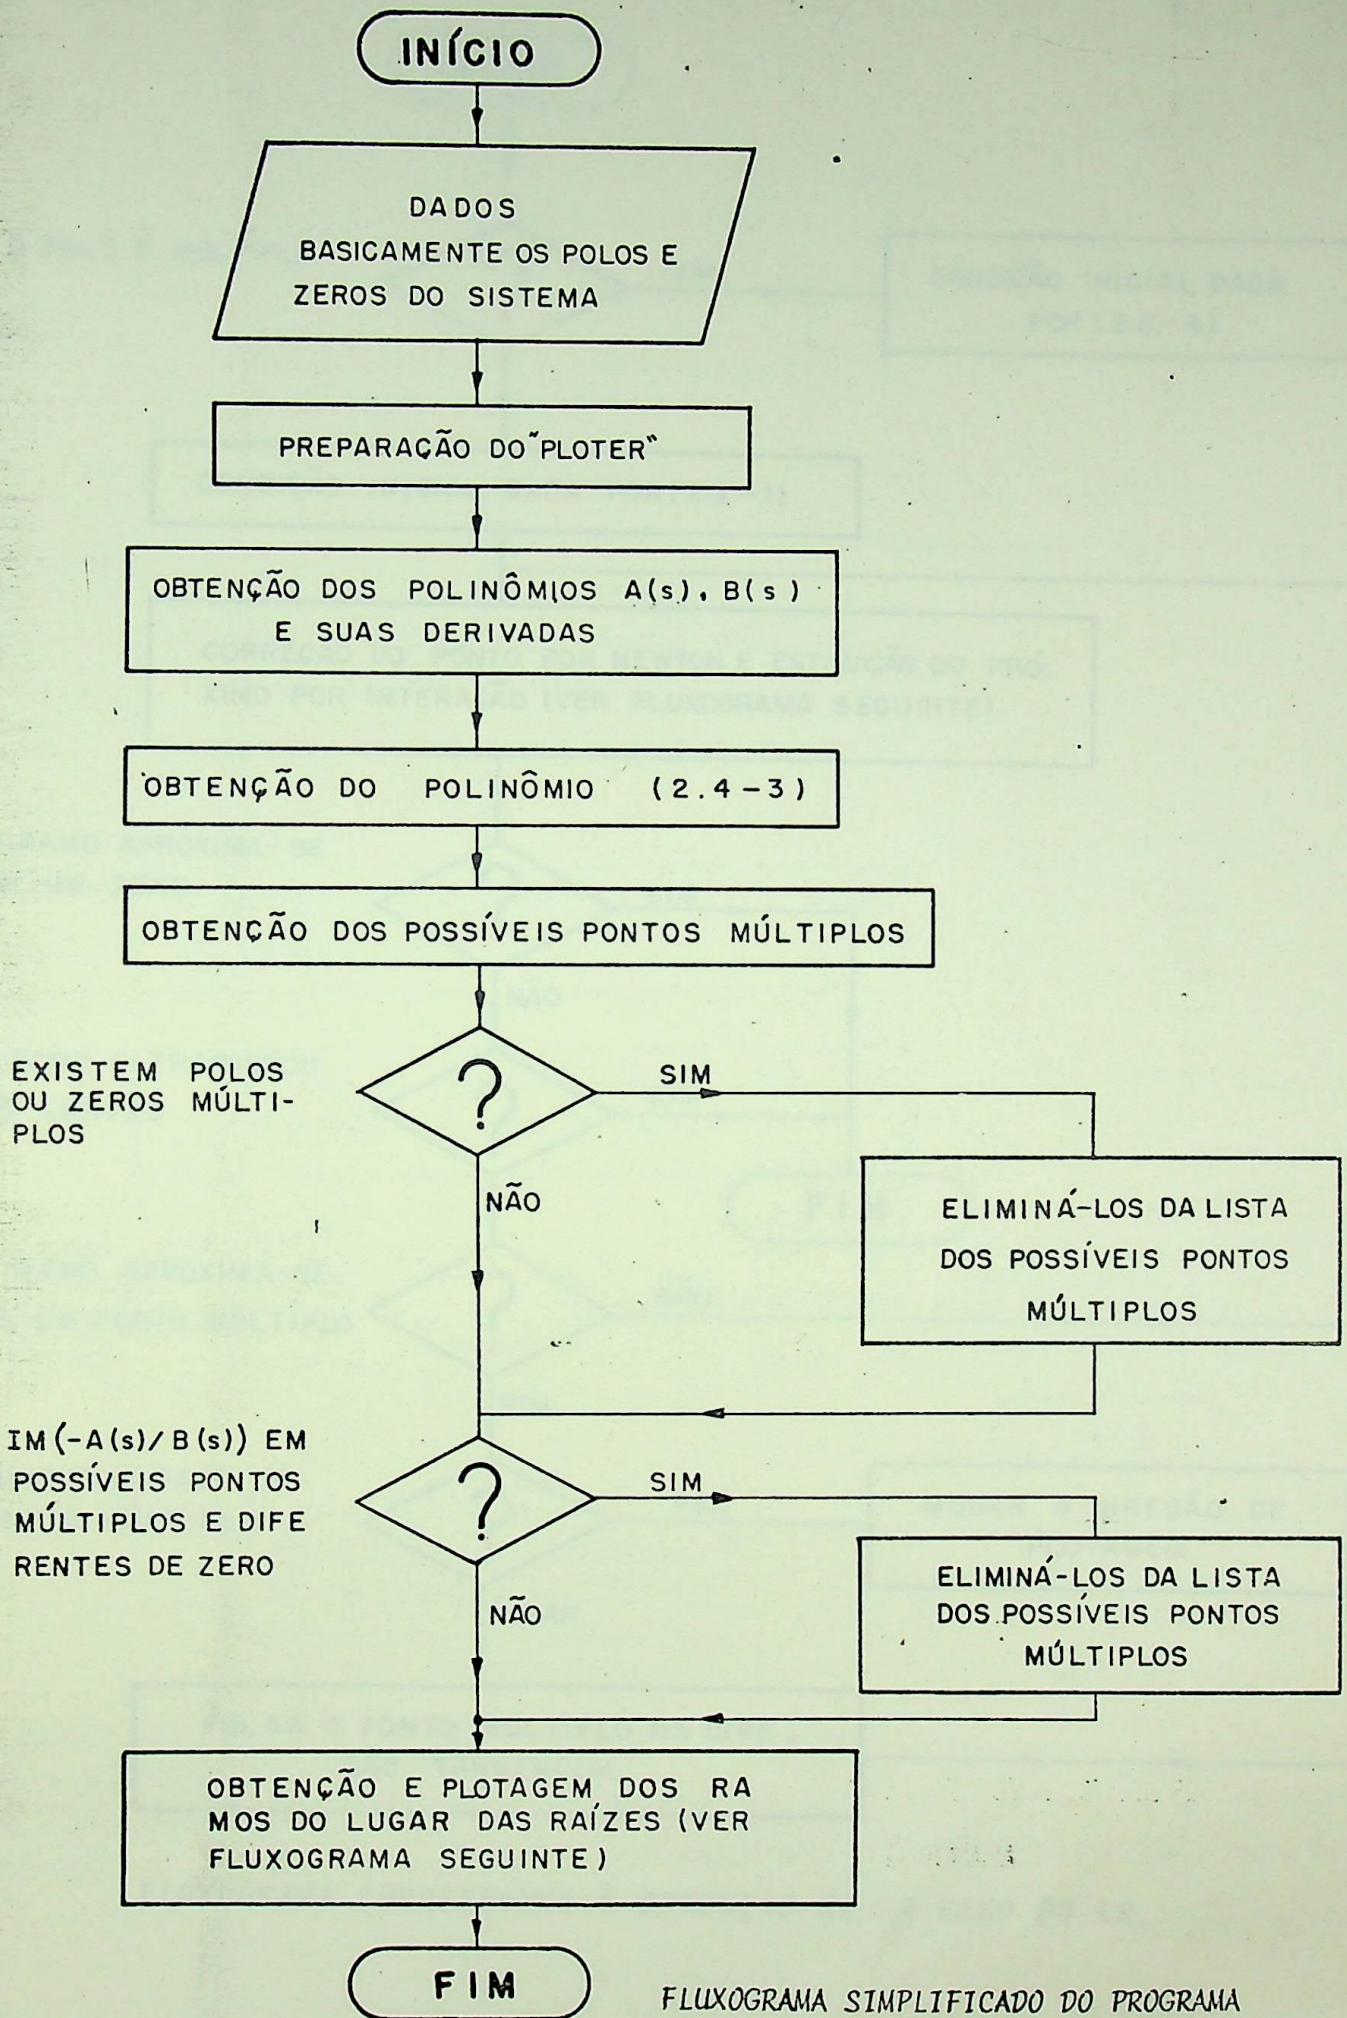 INÍCIO
DADOS
BASICAMENTE OS POLOS E
ZEROS DO SISTEMA
PREPARAÇÃO DO "PLOTER"
OBTENÇÃO DOS POLINÔMIOS A(s), B(s)
E SUAS DERIVADAS
OBTENÇÃO DO POLINÔMIO (2.4-3)
OBTENÇÃO DOS POSSÍVEIS PONTOS MÚLTIPLOS
EXISTEM POLOS
OU ZEROS MÚLTI-
PLOS
?
SIM
NÃO
ELIMINÁ-LOS DA LISTA
DOS POSSÍVEIS PONTOS
MÚLTIPLOS
IM(-A(s)/B(s)) EM
POSSÍVEIS PONTOS
MÚLTIPLOS E DIFE
RENTES DE ZERO
?
SIM
NÃO
ELIMINÁ-LOS DA LISTA
DOS POSSÍVEIS PONTOS
MÚLTIPLOS
OBTENÇÃO E PLOTAGEM DOS RA
MOS DO LUGAR DAS RAÍZES (VER
FLUXOGRAMA SEGUINTE)
FIM
FLUXOGRAMA SIMPLIFICADO DO PROGRAMA